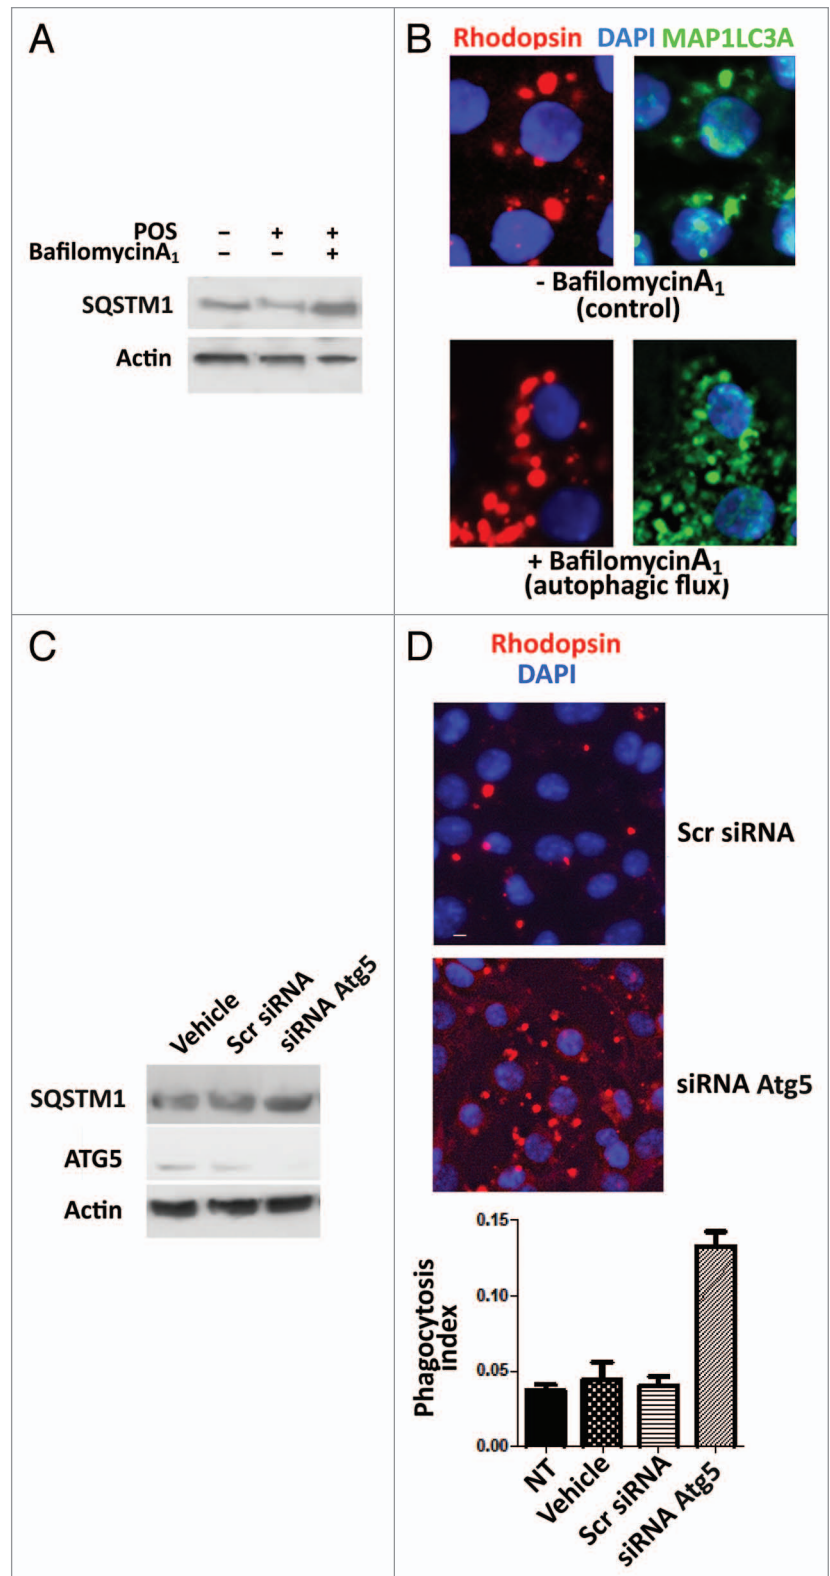 A
POS – + +
BafilomycinA₁ – – +
SQSTM1
Actin
B
Rhodopsin DAPI MAP1LC3A
- BafilomycinA₁
(control)
+ BafilomycinA₁
(autophagic flux)
C
Vehicle
Scr siRNA
siRNA Atg5
SQSTM1
ATG5
Actin
D
Rhodopsin
DAPI
Scr siRNA
siRNA Atg5
Phagocytosis
index
0.15
0.10
0.05
0.00
NT
Vehicle
Scr siRNA
siRNA Atg5